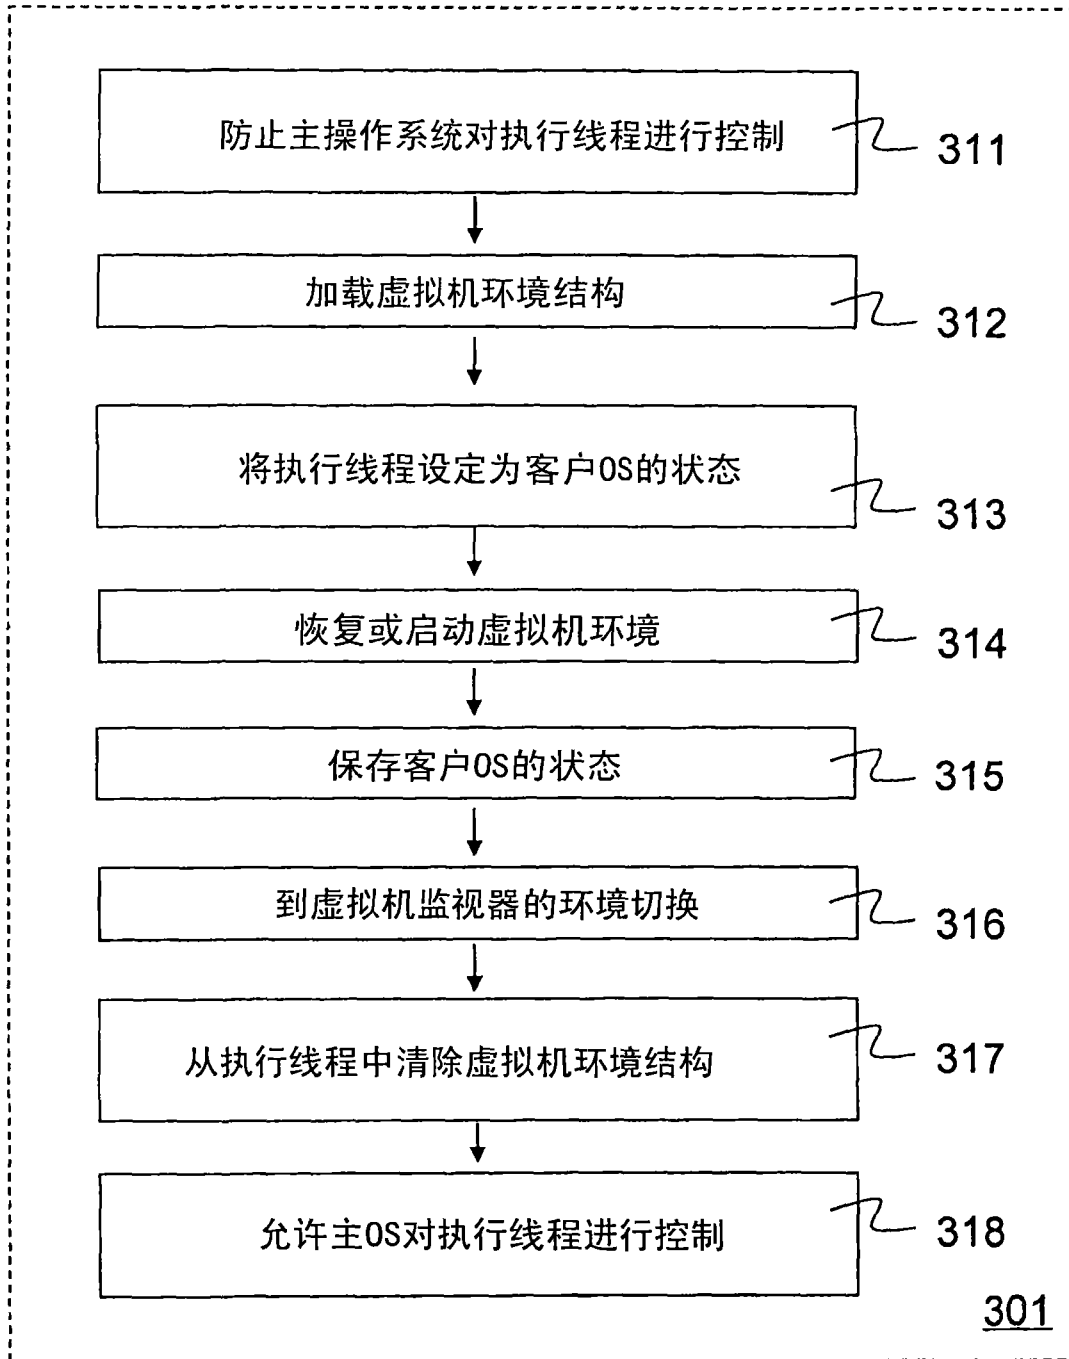 防止主操作系统对执行线程进行控制
311
加载虚拟机环境结构
312
将执行线程设定为客户OS的状态
313
恢复或启动虚拟机环境
314
保存客户OS的状态
315
到虚拟机监视器的环境切换
316
从执行线程中清除虚拟机环境结构
317
允许主OS对执行线程进行控制
318
301